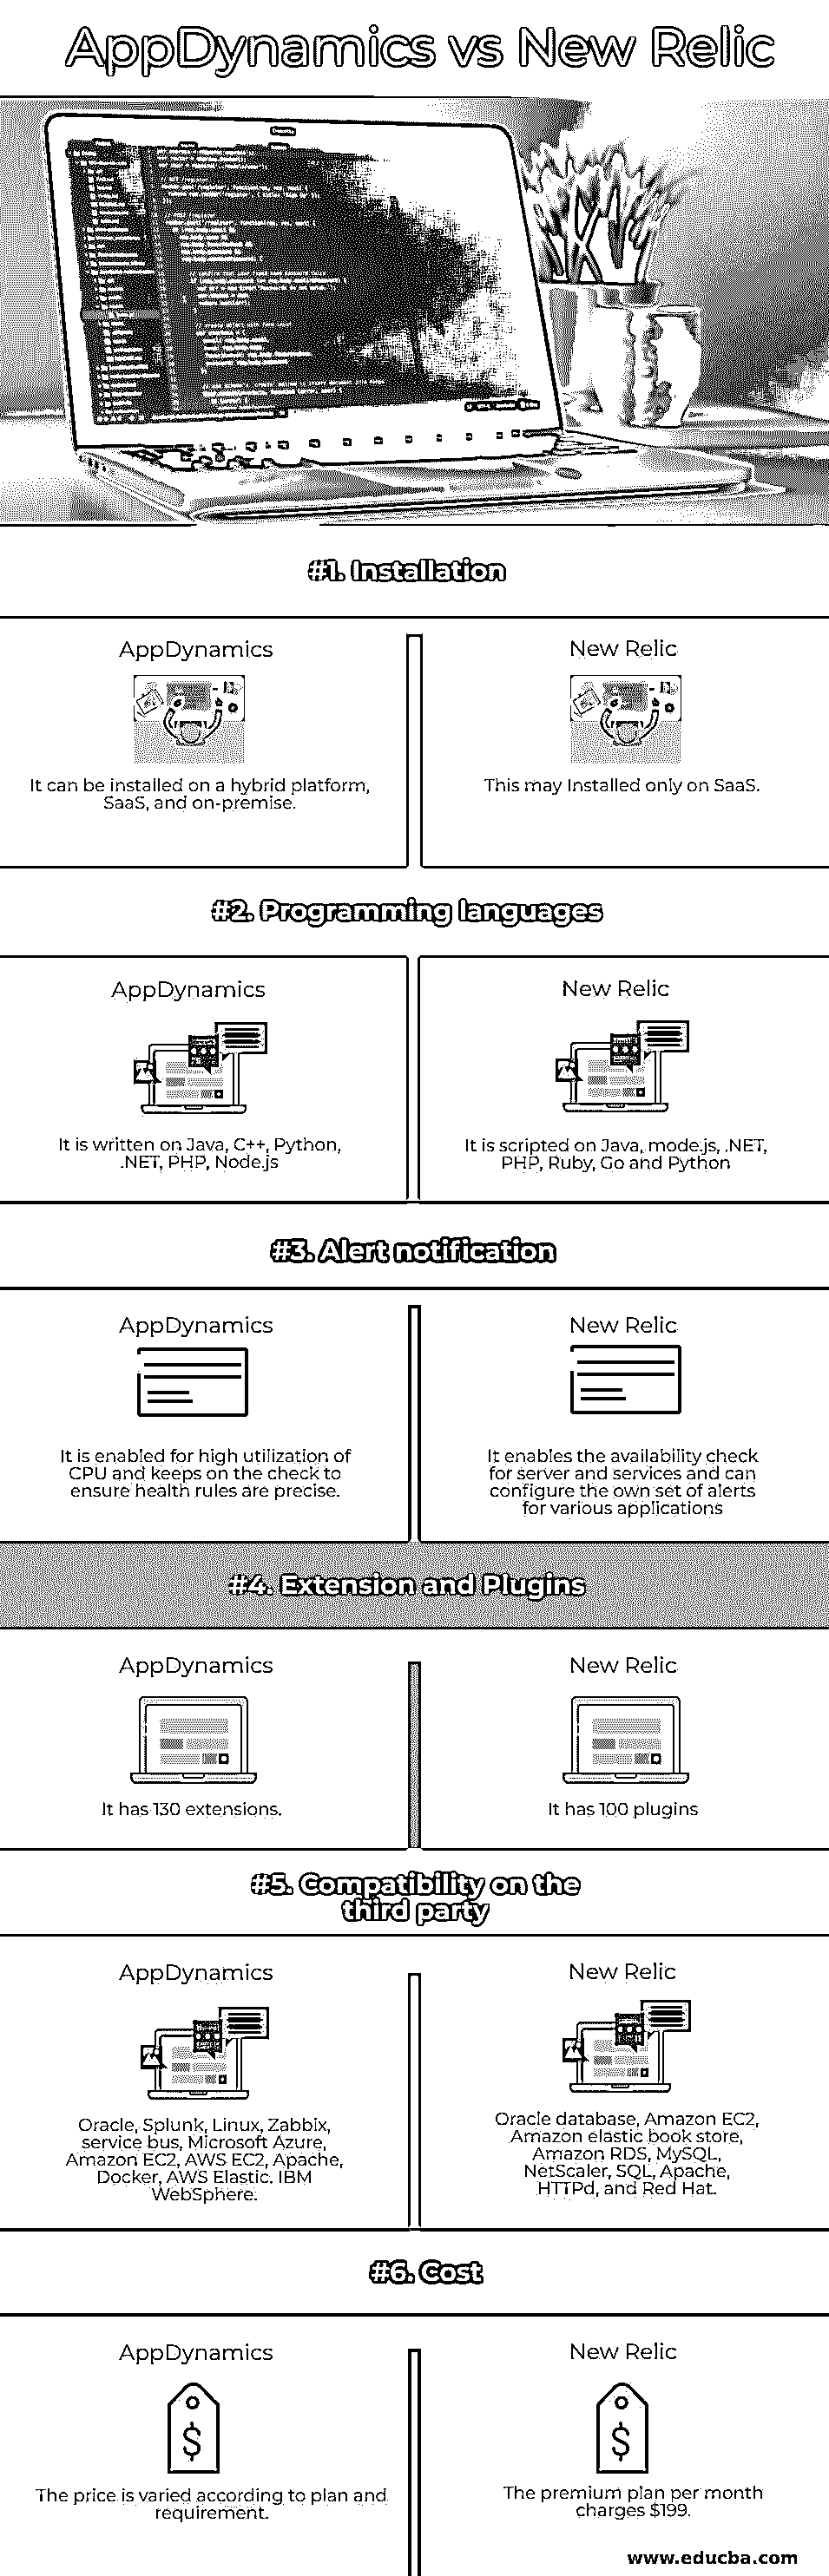 AppDynamics vs New Relic
#1. Installation
AppDynamics
It can be installed on a hybrid platform,
SaaS, and on-premise.
New Relic
This may Installed only on SaaS.
#2. Programming languages
AppDynamics
It is written on Java, C++, Python,
.NET, PHP, Node.js
New Relic
It is scripted on Java, mode.js, .NET,
PHP, Ruby, Go and Python
#3. Alert notification
AppDynamics
It is enabled for high utilization of
CPU and keeps on the check to
ensure health rules are precise.
New Relic
It enables the availability check
for server and services and can
configure the own set of alerts
for various applications
#4. Extension and Plugins
AppDynamics
It has 130 extensions.
New Relic
It has 100 plugins
#5. Compatibility on the
third party
AppDynamics
Oracle, Splunk, Linux, Zabbix,
service bus, Microsoft Azure,
Amazon EC2, AWS EC2, Apache,
Docker, AWS Elastic. IBM
WebSphere.
New Relic
Oracle database, Amazon EC2,
Amazon elastic book store,
Amazon RDS, MySQL,
NetScaler, SQL, Apache,
HTTPd, and Red Hat.
#6. Cost
AppDynamics
The price is varied according to plan and
requirement.
New Relic
The premium plan per month
charges $199.
www.educba.com